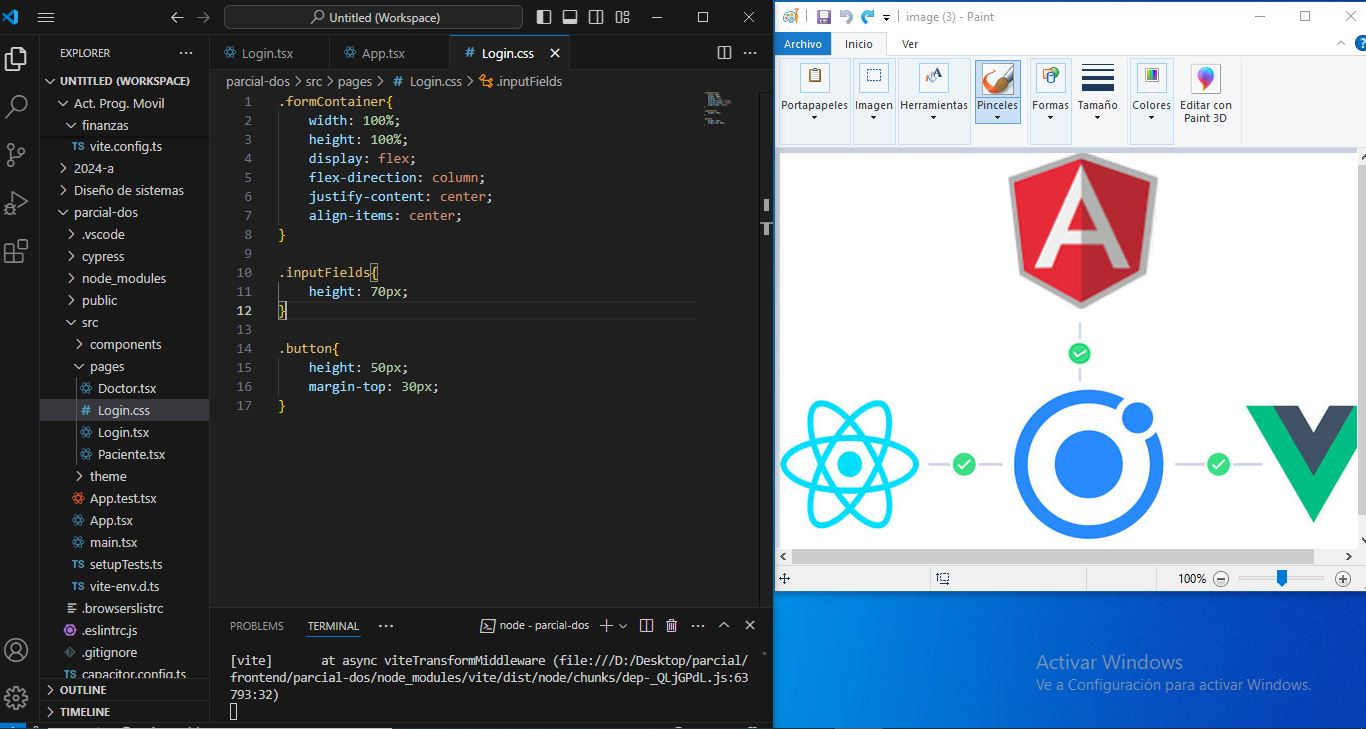 Untitled (Workspace)
EXPLORER
UNTITLED (WORKSPACE)
Act. Prog. Movil
finanzas
TS vite.config.ts
2024-a
Diseño de sistemas
parcial-dos
.vscode
cypress
node_modules
public
src
components
pages
Doctor.tsx
# Login.css
Login.tsx
Paciente.tsx
theme
App.test.tsx
App.tsx
main.tsx
TS setupTests.ts
TS vite-env.d.ts
.browserslistrc
.eslintrc.js
.gitignore
TS capacitor.config.ts
OUTLINE
TIMELINE
Login.tsx
App.tsx
# Login.css
parcial-dos > src > pages > # Login.css > .inputFields
1 .formContainer{
2 width: 100%;
3 height: 100%;
4 display: flex;
5 flex-direction: column;
6 justify-content: center;
7 align-items: center;
8 }
9
10 .inputFields{
11 height: 70px;
12 }
13
14 .button{
15 height: 50px;
16 margin-top: 30px;
17 }
PROBLEMS TERMINAL ··· node - parcial-dos
[vite] at async viteTransformMiddleware (file:///D:/Desktop/parcial/
frontend/parcial-dos/node_modules/vite/dist/node/chunks/dep-_QLjGPdL.js:63
793:32)
image (3) - Paint
Archivo Inicio Ver
Portapapeles
Imagen
Herramientas
Pinceles
Formas
Tamaño
Colores
Editar con
Paint 3D
100%
Activar Windows
Ve a Configuración para activar Windows.